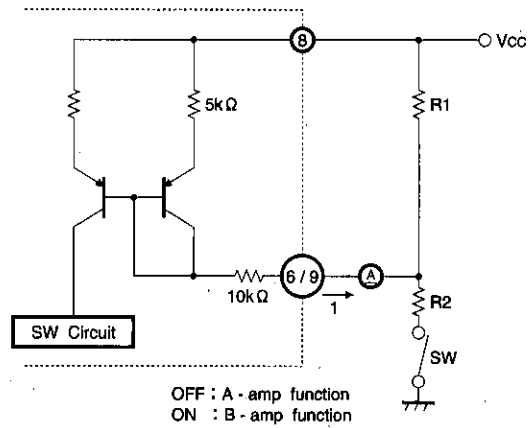 8
Vcc
5kΩ
R1
6 / 9
A
10kΩ
1
R2
SW Circuit
SW
OFF : A - amp function
ON : B - amp function